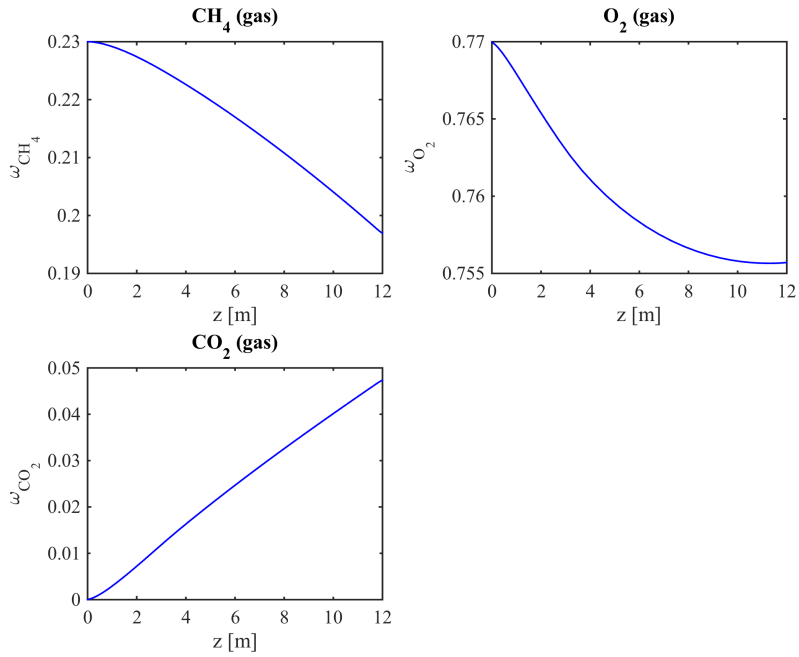 CH4 (gas)
0.23
0.22
0.21
0.2
0.19
ωCH4
0 2 4 6 8 10 12
z [m]
O2 (gas)
0.77
0.765
0.76
0.755
ωO2
0 2 4 6 8 10 12
z [m]
CO2 (gas)
0.05
0.04
0.03
0.02
0.01
0
ωCO2
0 2 4 6 8 10 12
z [m]